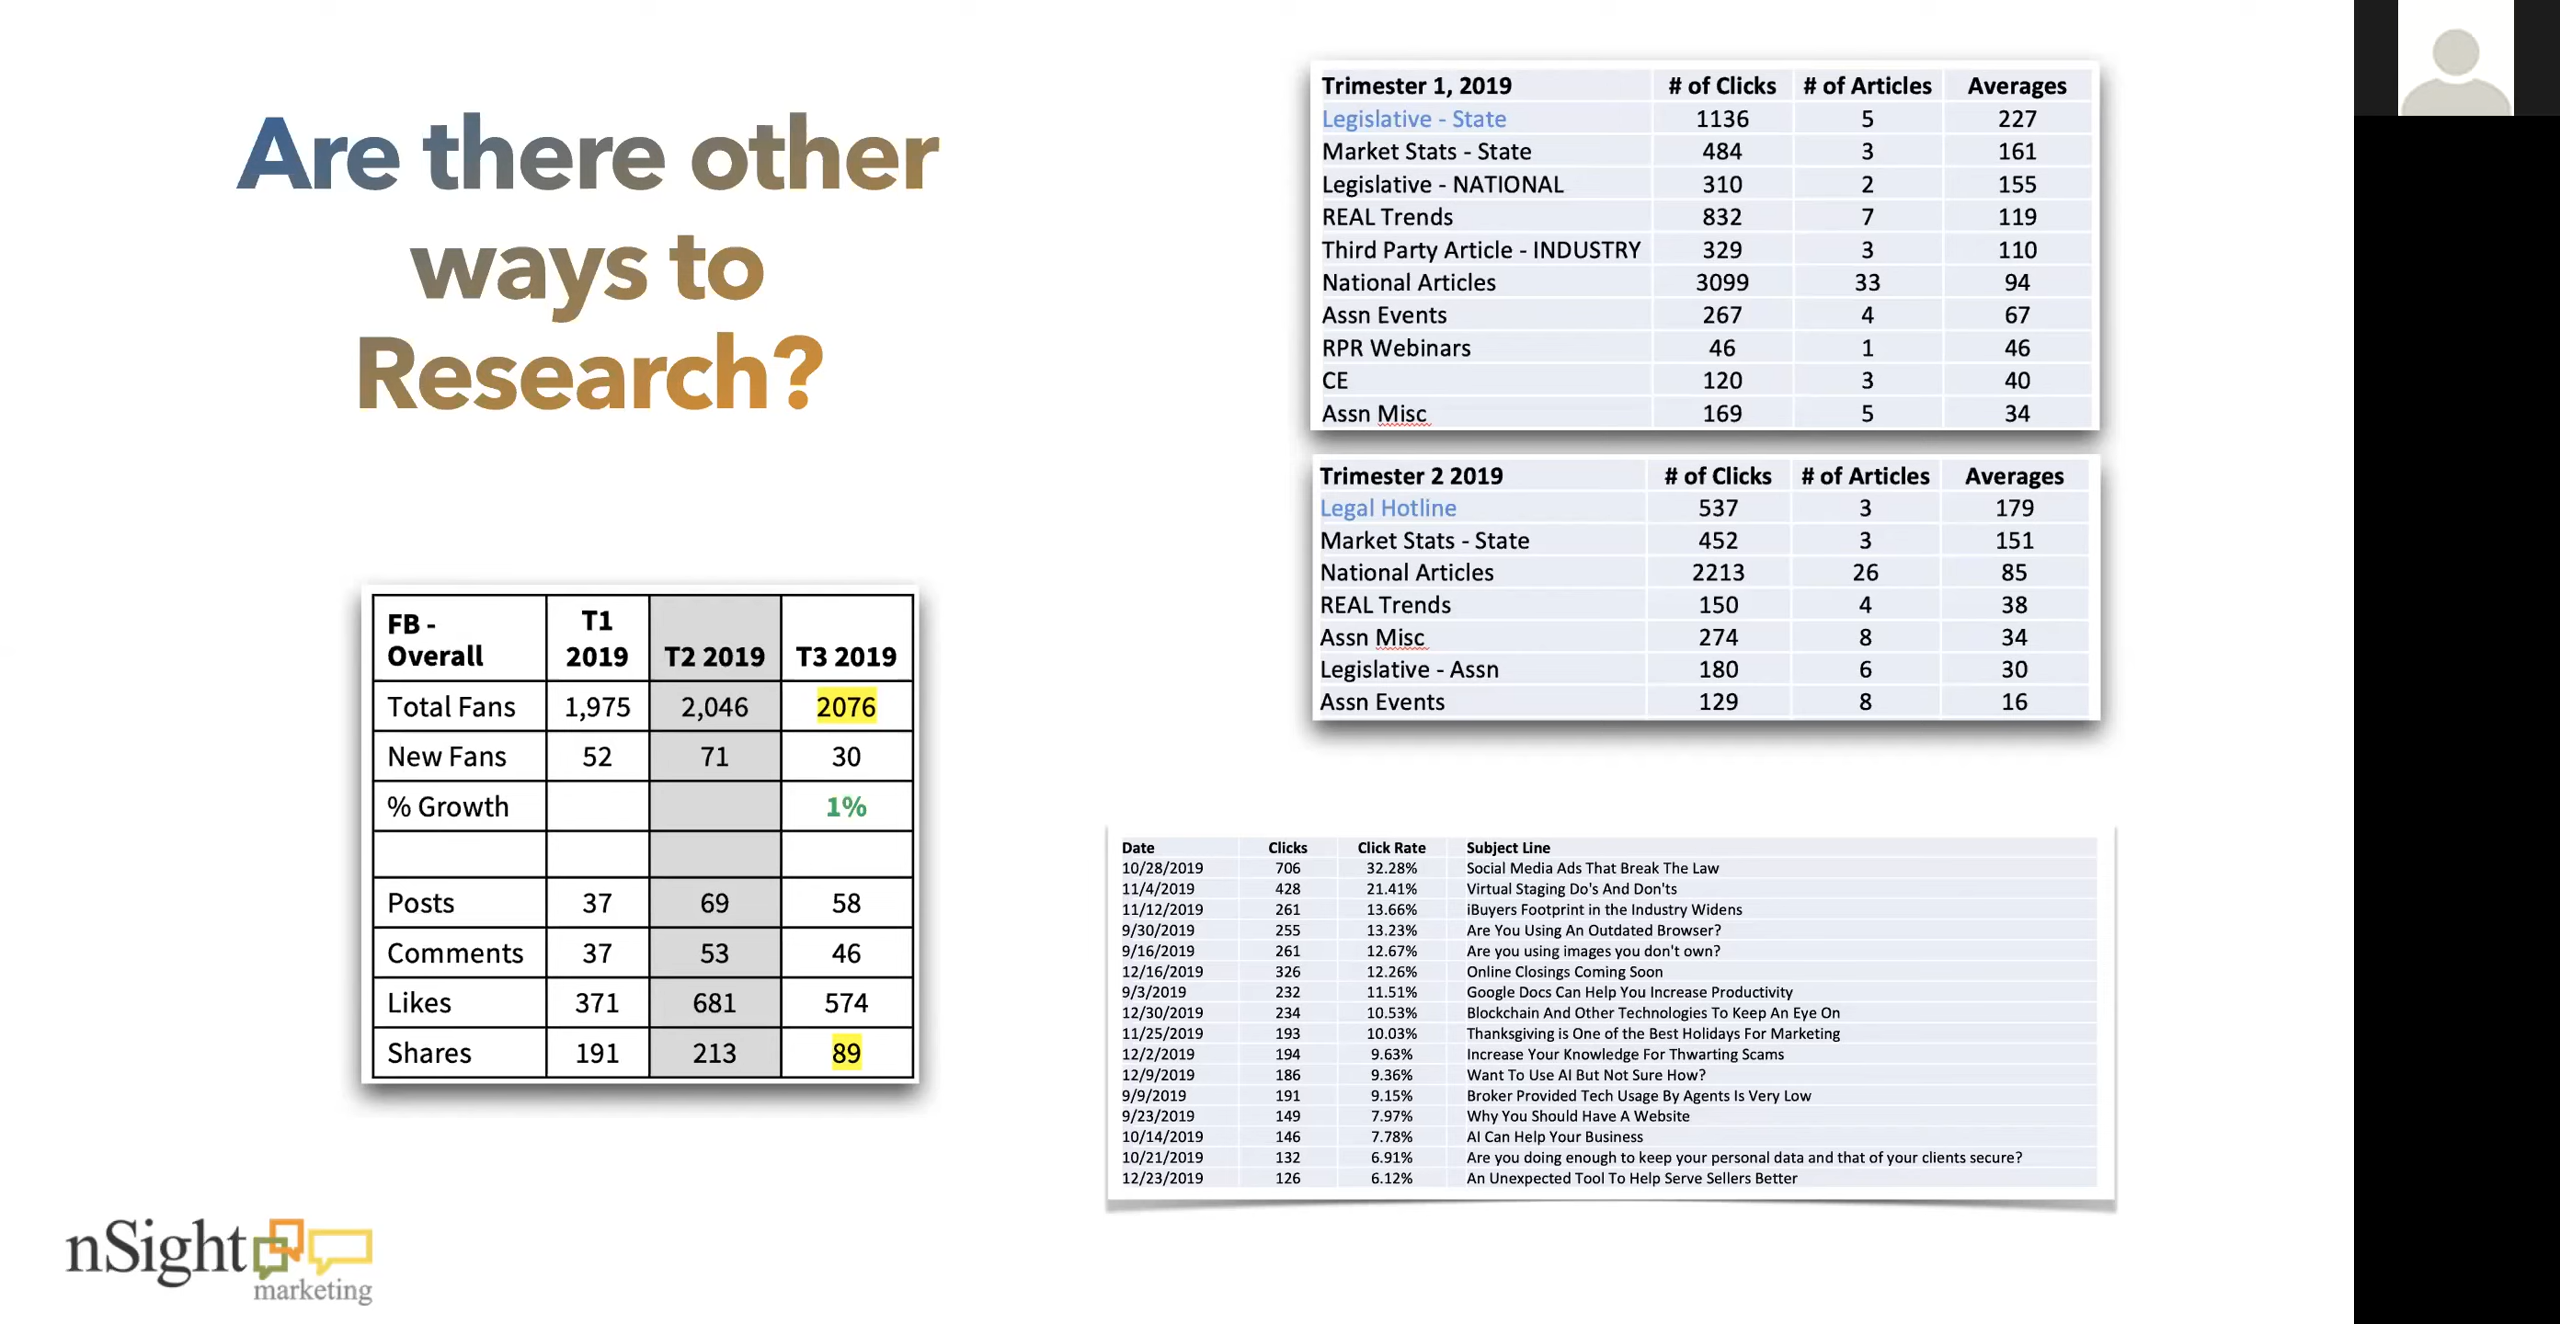 Are there other
ways to
Research?
FB - Overall T1 2019 T2 2019 T3 2019
Total Fans 1,975 2,046 2076
New Fans 52 71 30
% Growth 1%
Posts 37 69 58
Comments 37 53 46
Likes 371 681 574
Shares 191 213 89
nSight
marketing
Trimester 1, 2019 # of Clicks # of Articles Averages
Legislative - State 1136 5 227
Market Stats - State 484 3 161
Legislative - NATIONAL 310 2 155
REAL Trends 832 7 119
Third Party Article - INDUSTRY 329 3 110
National Articles 3099 33 94
Assn Events 267 4 67
RPR Webinars 46 1 46
CE 120 3 40
Assn Misc 169 5 34
Trimester 2 2019 # of Clicks # of Articles Averages
Legal Hotline 537 3 179
Market Stats - State 452 3 151
National Articles 2213 26 85
REAL Trends 150 4 38
Assn Misc 274 8 34
Legislative - Assn 180 6 30
Assn Events 129 8 16
Date Clicks Click Rate Subject Line
10/28/2019 706 32.28% Social Media Ads That Break The Law
11/4/2019 428 21.41% Virtual Staging Do's And Don'ts
11/12/2019 261 13.66% iBuyers Footprint in the Industry Widens
9/30/2019 255 13.23% Are You Using An Outdated Browser?
9/16/2019 261 12.67% Are you using images you don't own?
12/16/2019 326 12.26% Online Closings Coming Soon
9/3/2019 232 11.51% Google Docs Can Help You Increase Productivity
12/30/2019 234 10.53% Blockchain And Other Technologies To Keep An Eye On
11/25/2019 193 10.03% Thanksgiving is One of the Best Holidays For Marketing
12/2/2019 194 9.63% Increase Your Knowledge For Thwarting Scams
12/9/2019 186 9.36% Want To Use AI But Not Sure How?
9/9/2019 191 9.15% Broker Provided Tech Usage By Agents Is Very Low
9/23/2019 149 7.97% Why You Should Have A Website
10/14/2019 146 7.78% AI Can Help Your Business
10/21/2019 132 6.91% Are you doing enough to keep your personal data and that of your clients secure?
12/23/2019 126 6.12% An Unexpected Tool To Help Serve Sellers Better